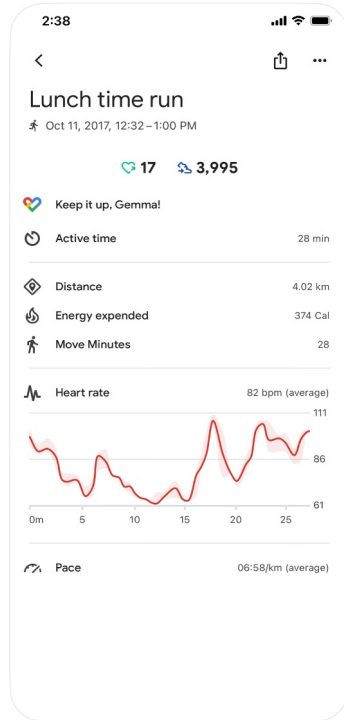 2:38
Lunch time run
Oct 11, 2017, 12:32–1:00 PM
17 3,995
Keep it up, Gemma!
Active time 28 min
Distance 4.02 km
Energy expended 374 Cal
Move Minutes 28
Heart rate 82 bpm (average)
111
86
61
0m 5 10 15 20 25
Pace 06:58/km (average)